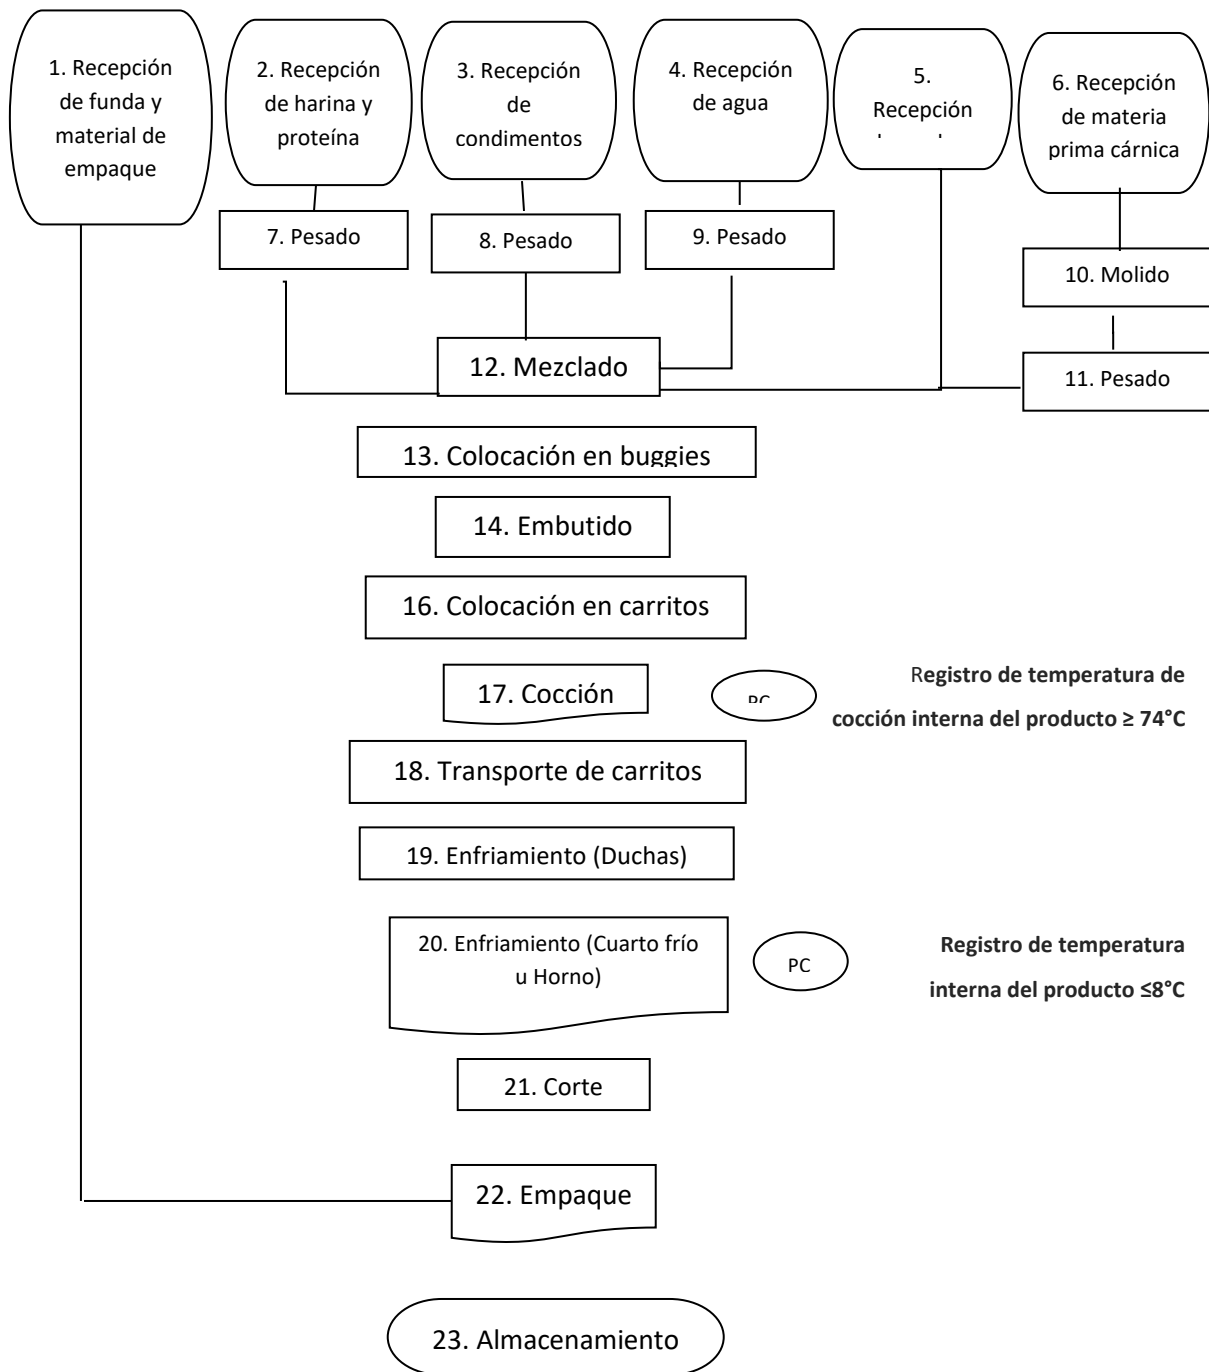 1. Recepción
de funda y
material de
empaque
2. Recepción
de harina y
proteína
3. Recepción
de
condimentos
4. Recepción
de agua
5.
Recepción
6. Recepción
de materia
prima cárnica
7. Pesado
8. Pesado
9. Pesado
10. Molido
11. Pesado
12. Mezclado
13. Colocación en buggies
14. Embutido
16. Colocación en carritos
17. Cocción
PC
Registro de temperatura de
cocción interna del producto ≥ 74°C
18. Transporte de carritos
19. Enfriamiento (Duchas)
20. Enfriamiento (Cuarto frío
u Horno)
PC
Registro de temperatura
interna del producto ≤8°C
21. Corte
22. Empaque
23. Almacenamiento